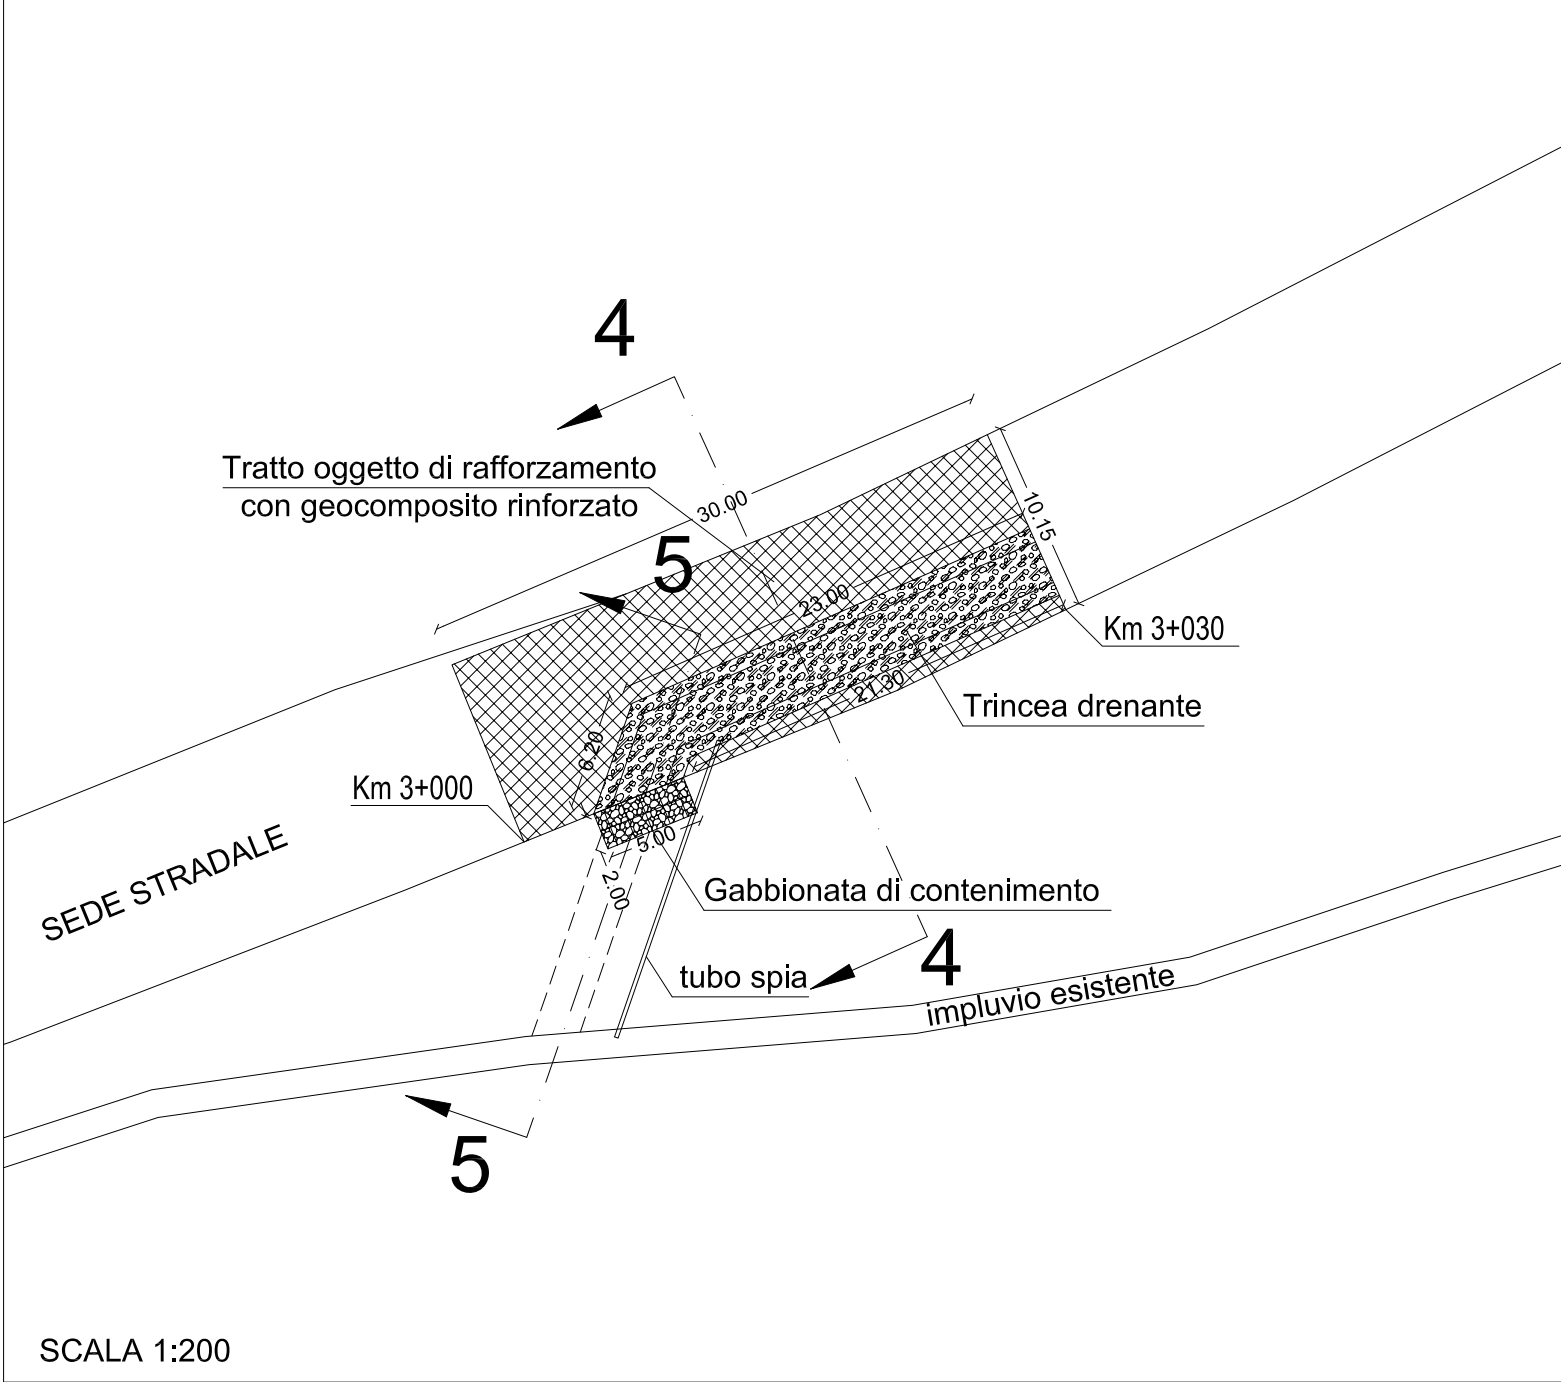 4
Tratto oggetto di rafforzamento
con geocomposito rinforzato
30.00
10.15
5
23.00
Km 3+030
21.30
Trincea drenante
6.20
Km 3+000
SEDE STRADALE
5.00
2.00
Gabbionata di contenimento
4
tubo spia
impluvio esistente
5
SCALA 1:200